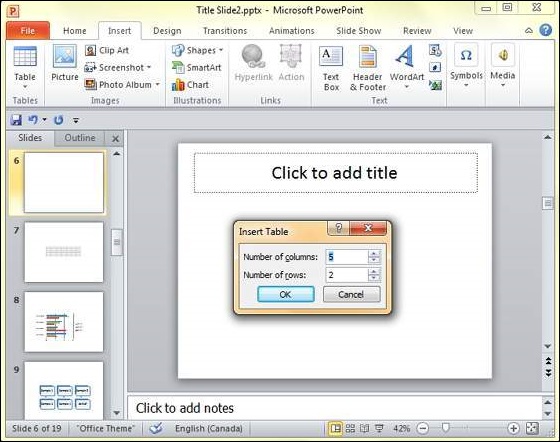 Title Slide2.pptx - Microsoft PowerPoint
File Home Insert Design Transitions Animations Slide Show
Table
Picture
Clip Art
Screenshot
Photo Album
Shapes
SmartArt
Chart
Hyperlink Action
Text Box
Header & Footer
WordArt
Symbols
Media
Tables Images Illustrations Links Text
Slides Outline
6
Click to add title
Insert Table
7
Number of columns: 5
Number of rows: 2
OK Cancel
8
9
Click to add notes
Slide 6 of 19 "Office Theme" English (Canada) 42%